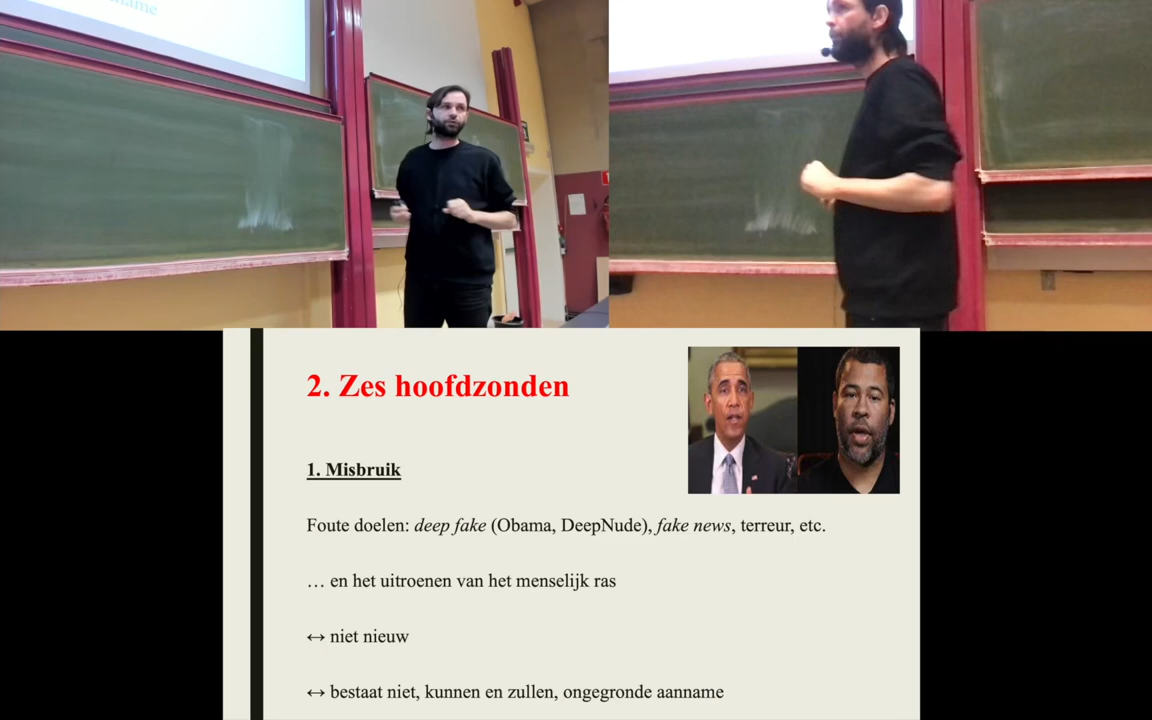 name
2. Zes hoofdzonden
1. Misbruik
Foute doelen: deep fake (Obama, DeepNude), fake news, terreur, etc.
… en het uitroenen van het menselijk ras
↔ niet nieuw
↔ bestaat niet, kunnen en zullen, ongegronde aanname